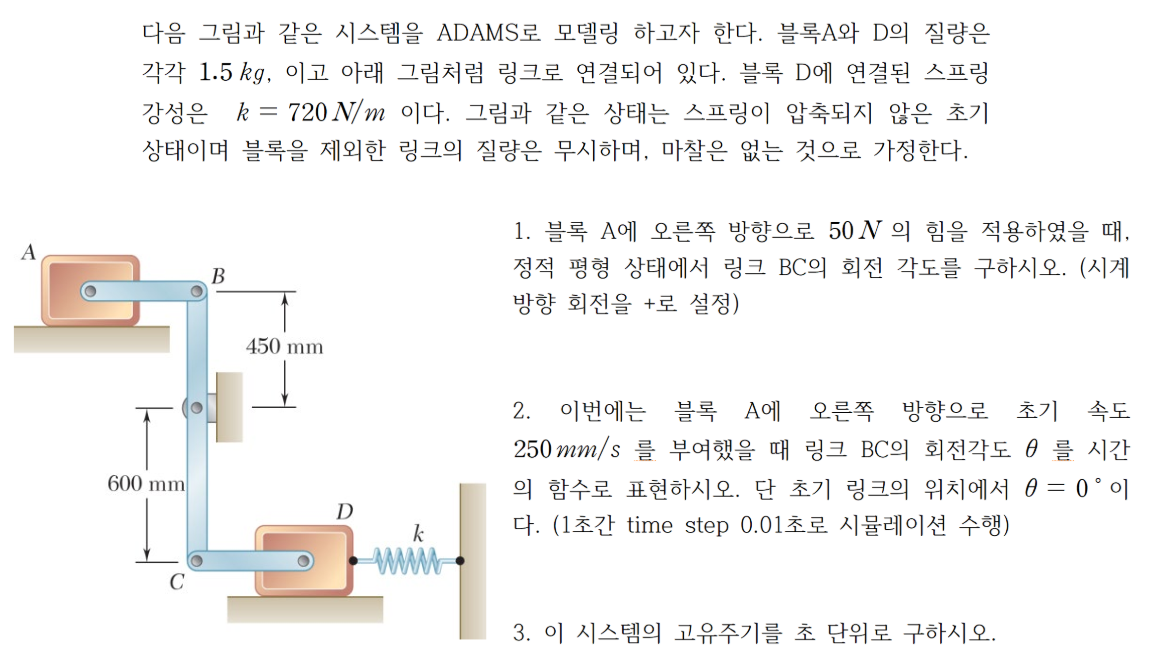 다음 그림과 같은 시스템을 ADAMS로 모델링 하고자 한다. 블록A와 D의 질량은
각각 1.5 kg, 이고 아래 그림처럼 링크로 연결되어 있다. 블록 D에 연결된 스프링
강성은 k = 720 N/m 이다. 그림과 같은 상태는 스프링이 압축되지 않은 초기
상태이며 블록을 제외한 링크의 질량은 무시하며, 마찰은 없는 것으로 가정한다.
A
B
450 mm
600 mm
D
k
C
1. 블록 A에 오른쪽 방향으로 50 N 의 힘을 적용하였을 때,
정적 평형 상태에서 링크 BC의 회전 각도를 구하시오. (시계
방향 회전을 +로 설정)
2. 이번에는 블록 A에 오른쪽 방향으로 초기 속도
250 mm/s 를 부여했을 때 링크 BC의 회전각도 θ 를 시간
의 함수로 표현하시오. 단 초기 링크의 위치에서 θ = 0° 이
다. (1초간 time step 0.01초로 시뮬레이션 수행)
3. 이 시스템의 고유주기를 초 단위로 구하시오.